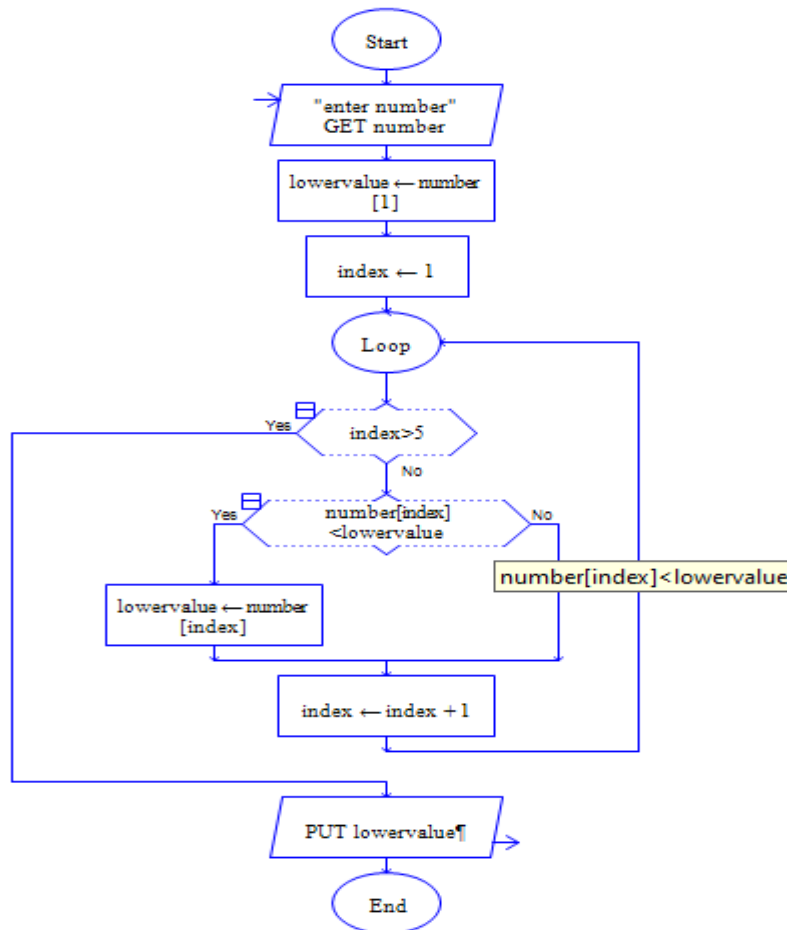 Start
"enter number"
GET number
lowervalue ← number
[1]
index ← 1
Loop
Yes
index>5
No
Yes
number[index]
<lowervalue
No
number[index]<lowervalue
lowervalue ← number
[index]
index ← index + 1
PUT lowervalue¶
End